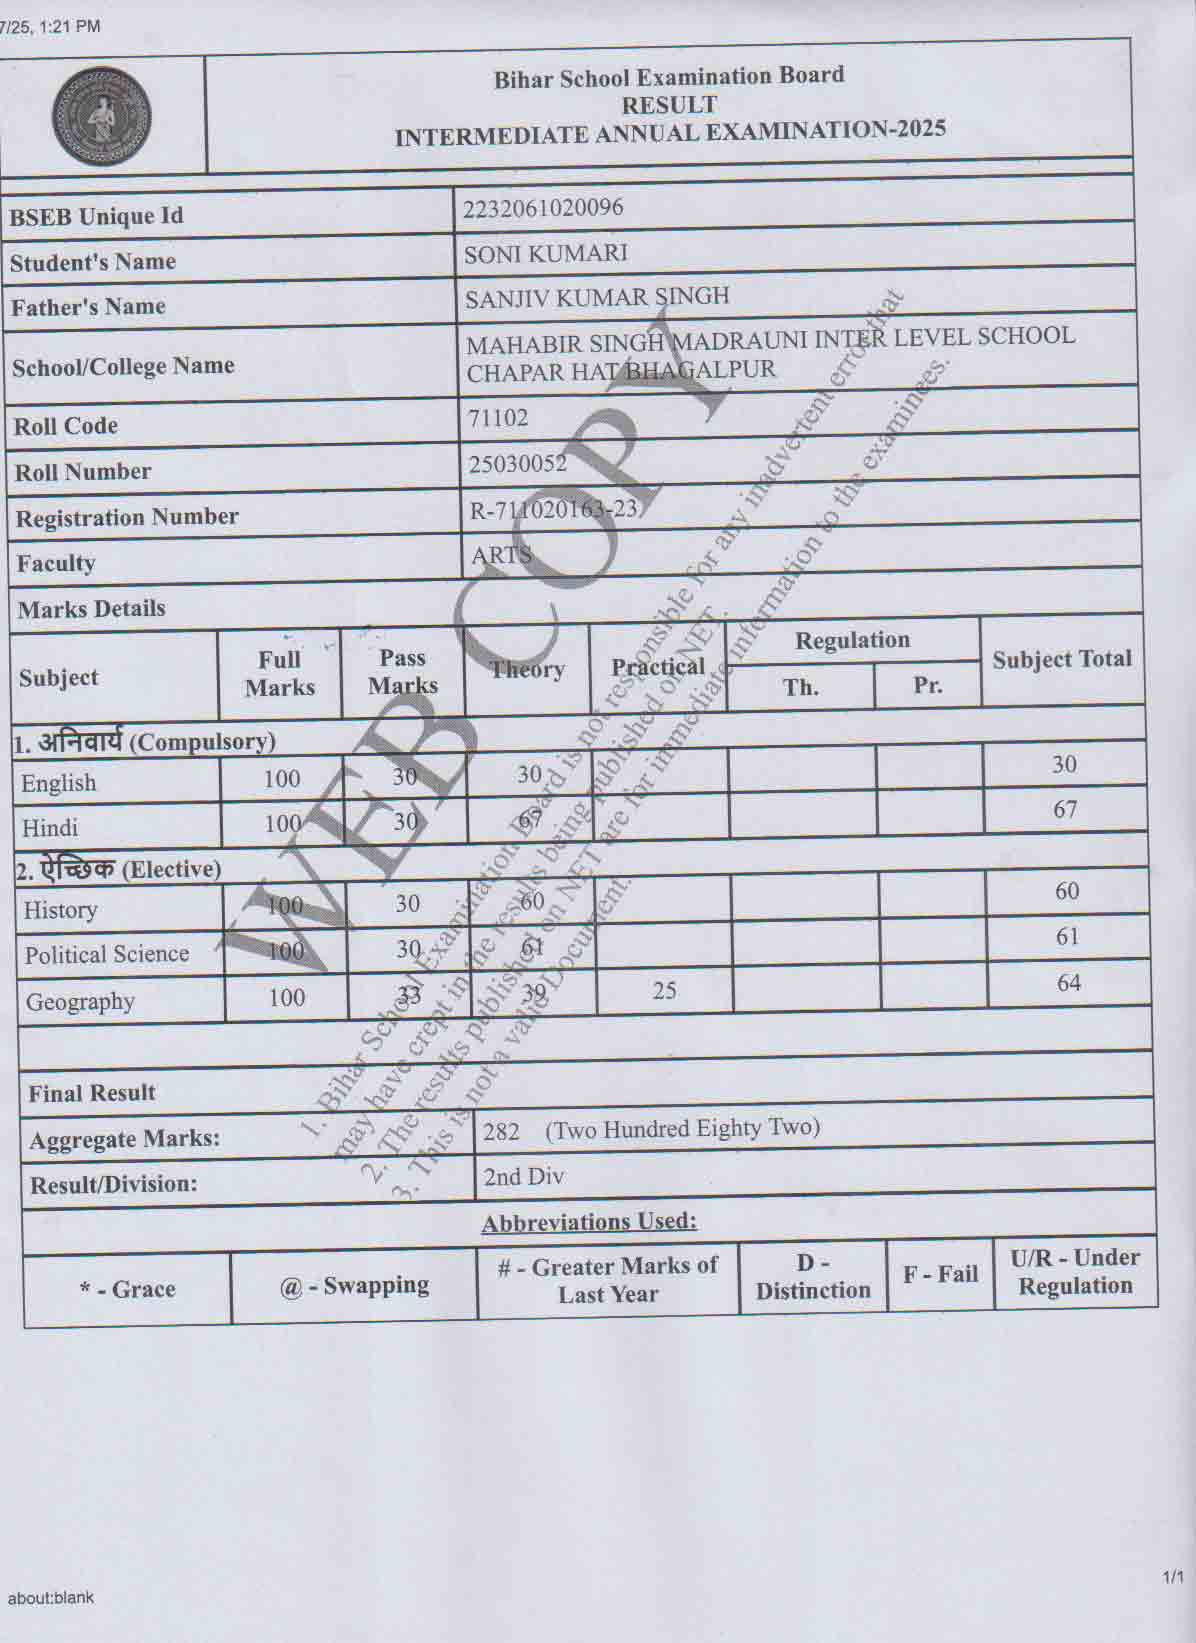 7/25, 1:21 PM
Bihar School Examination Board
RESULT
INTERMEDIATE ANNUAL EXAMINATION-2025
BSEB Unique Id 2232061020096
Student's Name SONI KUMARI
Father's Name SANJIV KUMAR SINGH
School/College Name MAHABIR SINGH MADRAUNI INTER LEVEL SCHOOL
CHAPAR HAT BHAGALPUR
Roll Code 71102
Roll Number 25030052
Registration Number R-711020163-23
Faculty ARTS
Marks Details
Subject Full Marks Pass Marks Theory Practical Regulation Subject Total
Th. Pr.
1. अनिवार्य (Compulsory)
English 100 30 30 30
Hindi 100 30 67 67
2. ऐच्छिक (Elective)
History 100 30 60 60
Political Science 100 30 61 61
Geography 100 33 39 25 64
Final Result
Aggregate Marks: 282 (Two Hundred Eighty Two)
Result/Division: 2nd Div
Abbreviations Used:
* - Grace @ - Swapping # - Greater Marks of Last Year D - Distinction F - Fail U/R - Under Regulation
WEB COPY
1. Bihar School Examination Board is not responsible for any inadvertent error that
may have crept in the results being published on NET.
2. The results published on NET are for immediate information to the examinees.
3. This is not a valid Document.
about:blank
1/1